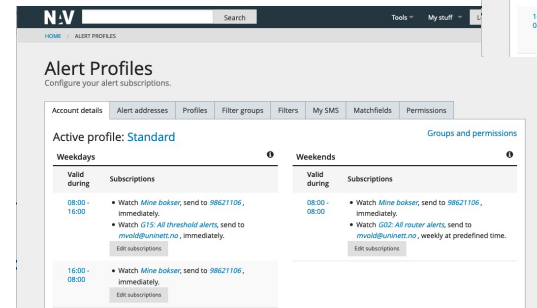 NAV
Search
Tools
My stuff
HOME / ALERT PROFILES
Alert Profiles
Configure your alert subscriptions.
Account details
Alert addresses
Profiles
Filter groups
Filters
My SMS
Matchfields
Permissions
Active profile: Standard
Groups and permissions
Weekdays
Valid during
Subscriptions
08:00 -
16:00
• Watch Mine bokser, send to 98621106 ,
immediately.
• Watch G15: All threshold alerts, send to
mvold@uninett.no , immediately.
Edit subscriptions
16:00 -
08:00
• Watch Mine bokser, send to 98621106 ,
immediately.
Edit subscriptions
Weekends
Valid during
Subscriptions
08:00 -
08:00
• Watch Mine bokser, send to 98621106 ,
immediately.
• Watch G02: All router alerts, send to
mvold@uninett.no , weekly at predefined time.
Edit subscriptions